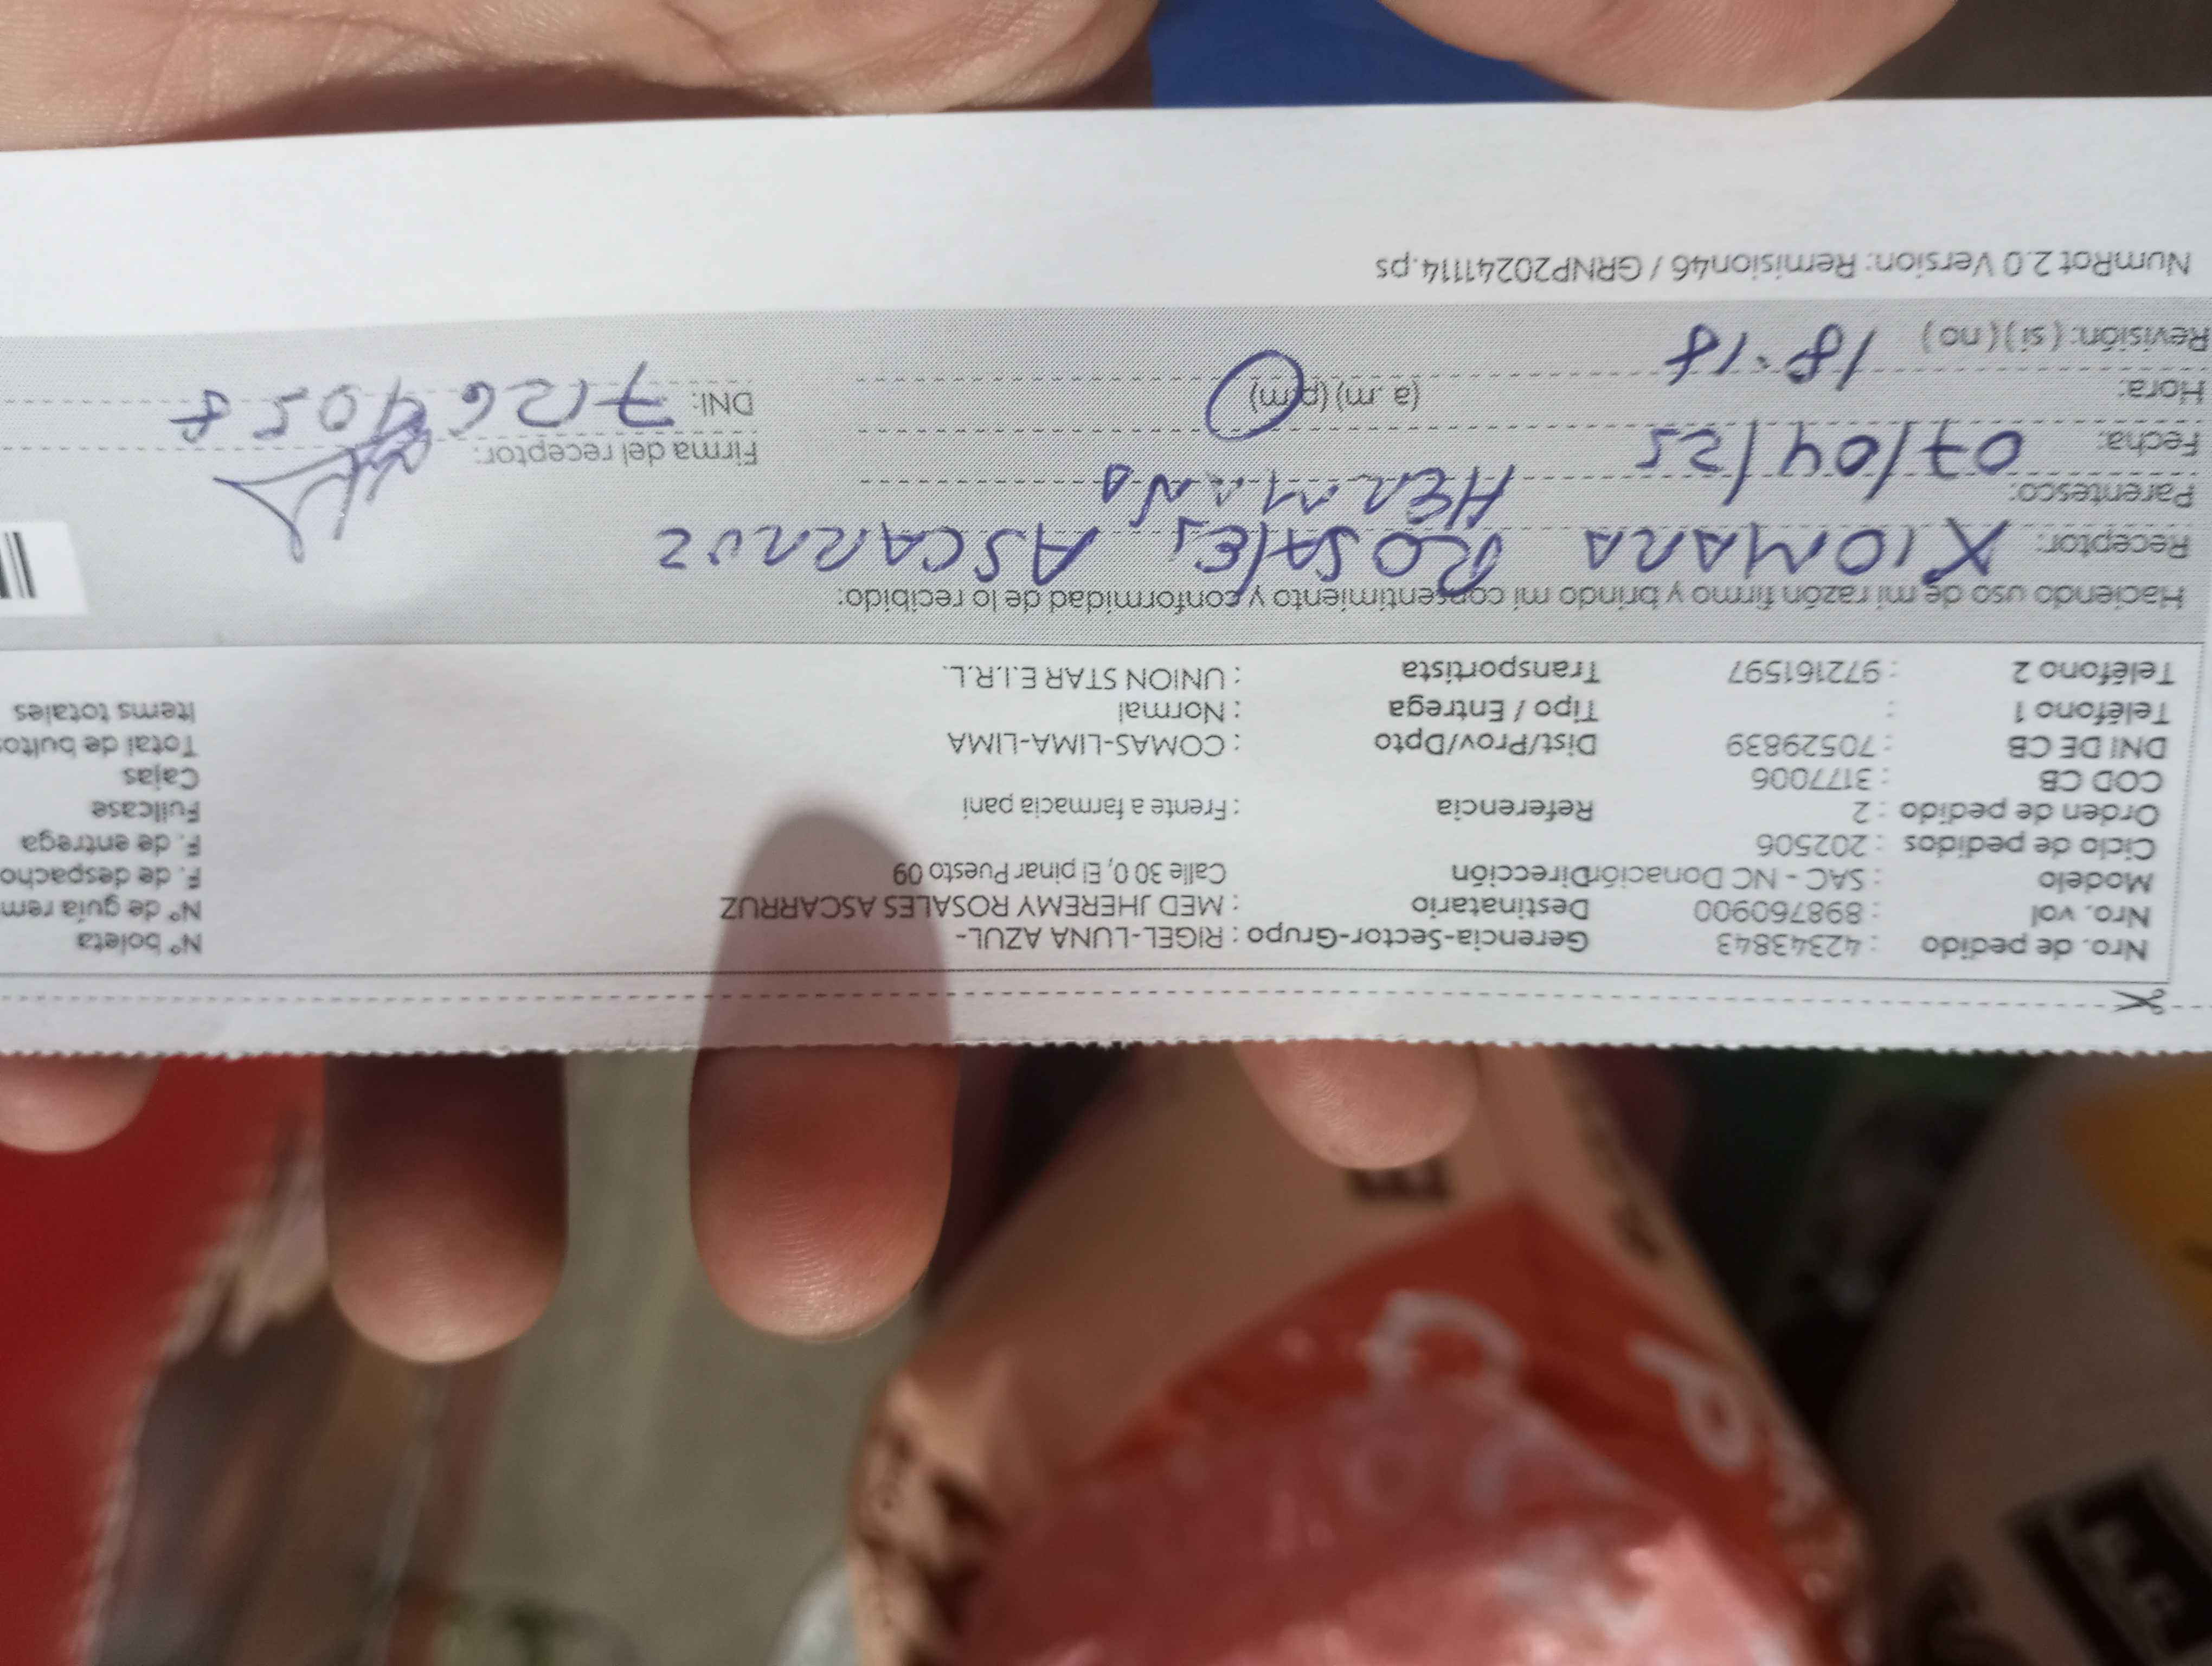 Nro. de pedido : 42343843 Gerencia-Sector-Grupo : RIGEL-LUNA AZUL- N° boleta
Nro. vol : 898760900 Destinatario : MED JHEREMY ROSALES ASCARRUZ N° de guía rem
Modelo : SAC - NC Donación Dirección Calle 30 0, El pinar Puesto 09 F. de despacho
Ciclo de pedidos : 202506 F. de entrega
Orden de pedido : 2 Referencia : Frente a farmacia pani Fullcase
COD CB : 3177006 Cajas
DNI DE CB : 70529839 Dist/Prov/Dpto : COMAS-LIMA-LIMA Total de bultos
Teléfono 1 : Tipo / Entrega : Normal Items totales
Teléfono 2 : 972161597 Transportista : UNION STAR E.I.R.L.
Haciendo uso de mi razón firmo y brindo mi consentimiento y conformidad de lo recibido:
Receptor: XIOMARA ROSALES ASCARRUZ
Parentesco: HERMANA
Fecha: 07/04/25 Firma del receptor:
Hora: 18:18 (a .m) (p.m) DNI: 71264058
Revisión: ( si ) ( no )
NumRot 2.0 Version: Remision46 / GRNP20241114.ps